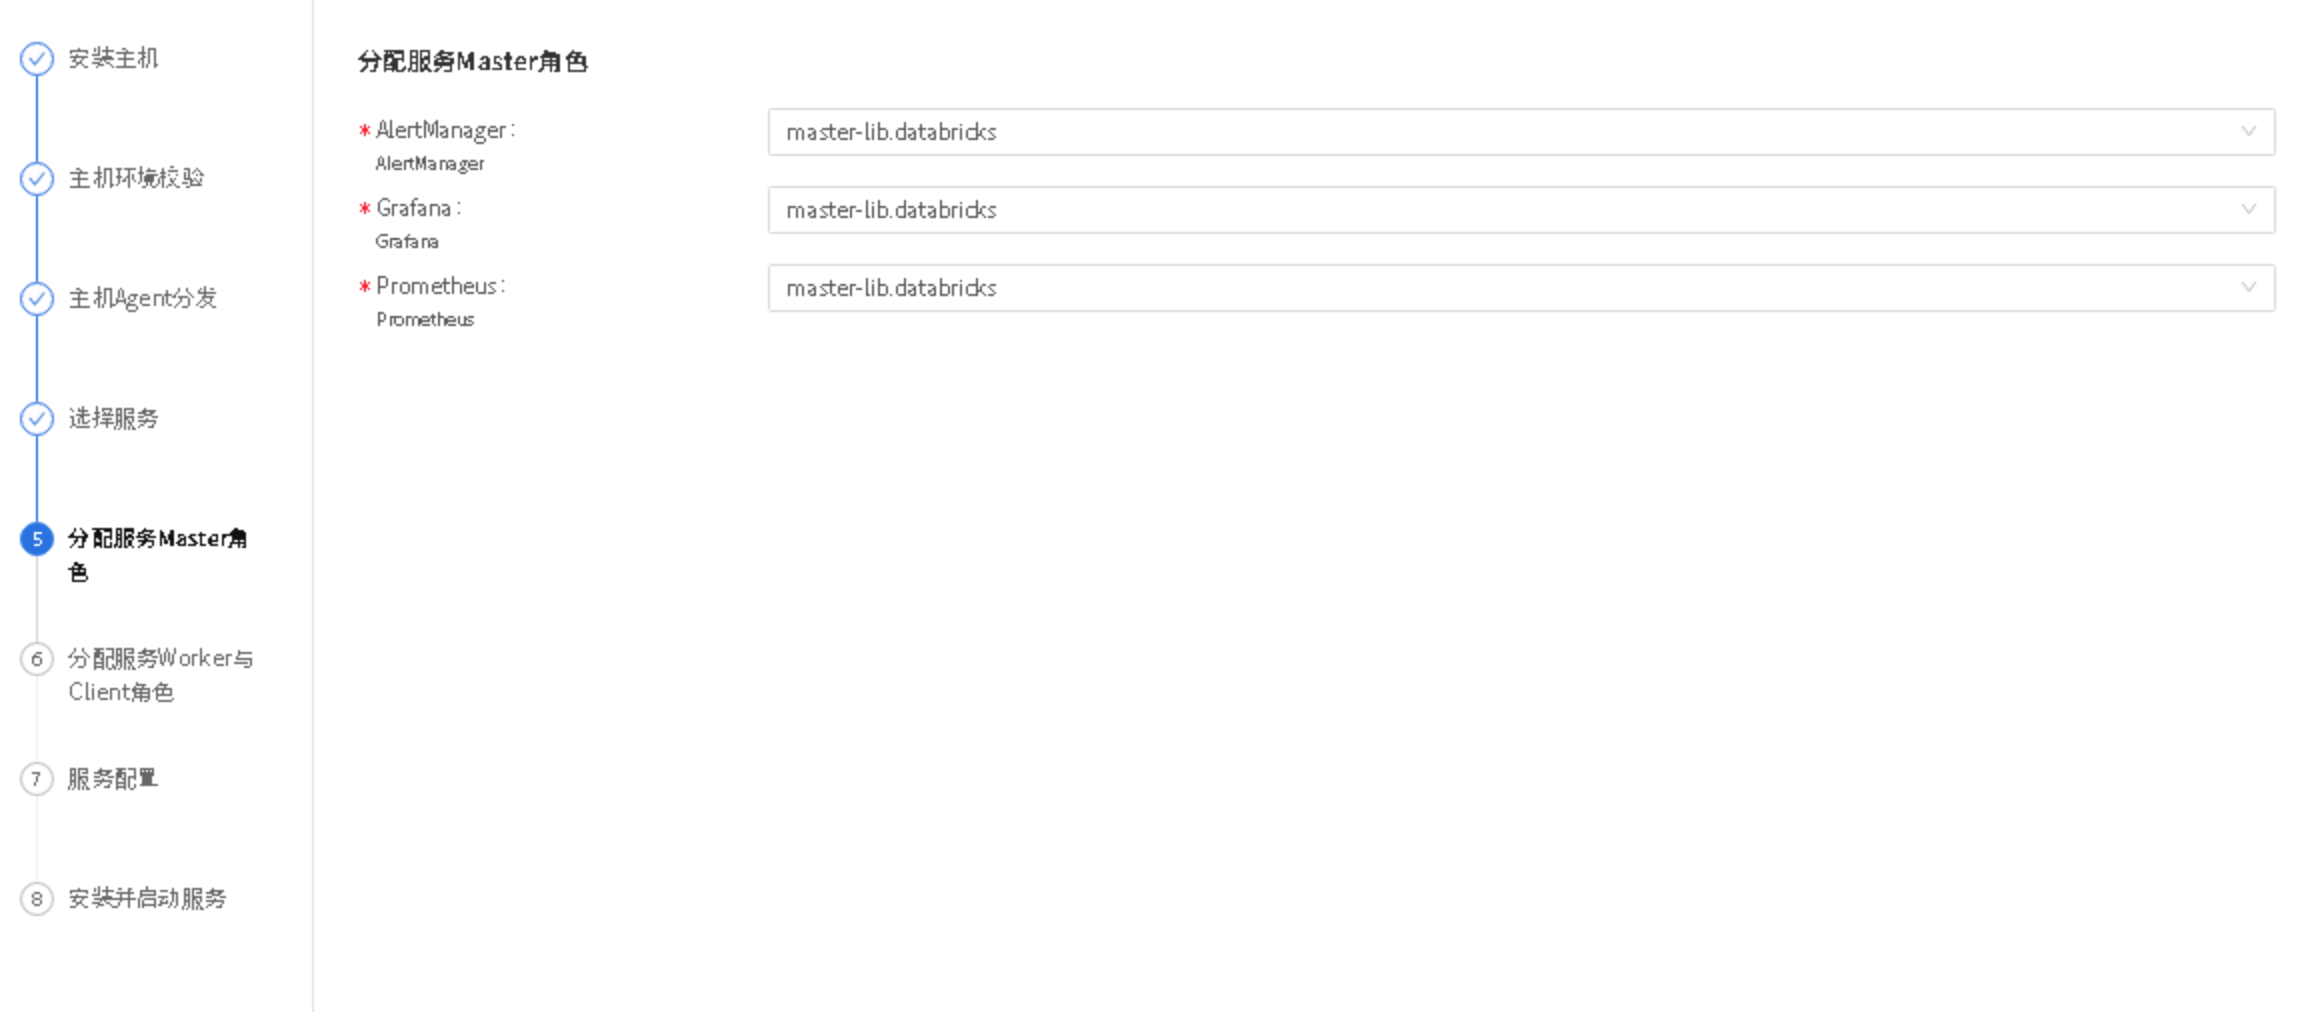 安装主机
主机环境校验
主机Agent分发
选择服务
5
分配服务Master角
色
6
分配服务Worker与
Client角色
7
服务配置
8
安装并启动服务
分配服务Master角色
* AlertManager:
master-lib.databricks
AlertManager
* Grafana:
master-lib.databricks
Grafana
* Prometheus:
master-lib.databricks
Prometheus